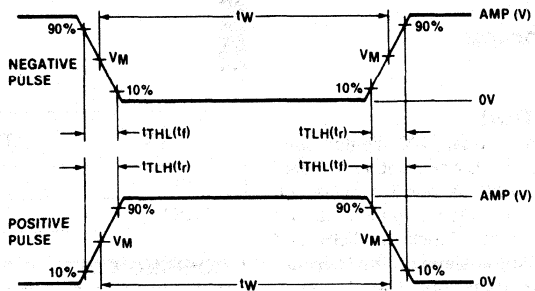 tW AMP (V)
90% 90%
NEGATIVE
PULSE
VM VM
10% 10%
0V
tTHL(tf) tTLH(tr)
tTLH(tr) tTHL(tf)
AMP (V)
90% 90%
POSITIVE
PULSE
VM VM
10% 10%
tW 0V